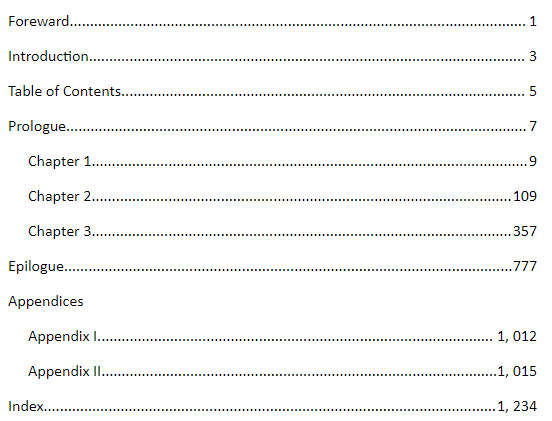 Foreward.......................................................................................................... 1
Introduction..................................................................................................... 3
Table of Contents............................................................................................. 5
Prologue........................................................................................................... 7
Chapter 1.....................................................................................................9
Chapter 2.................................................................................................109
Chapter 3.................................................................................................357
Epilogue.......................................................................................................777
Appendices
Appendix I............................................................................................ 1, 012
Appendix II...........................................................................................1, 015
Index........................................................................................................1, 234